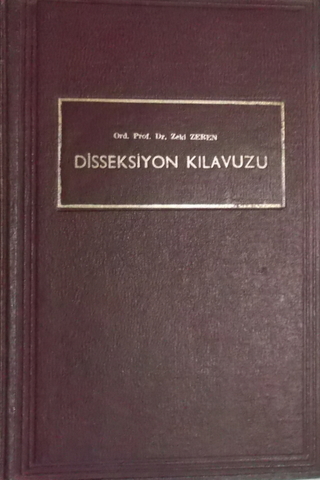 Ord. Prof. Dr. Zeki ZEREN
DİSSEKSİYON KILAVUZU